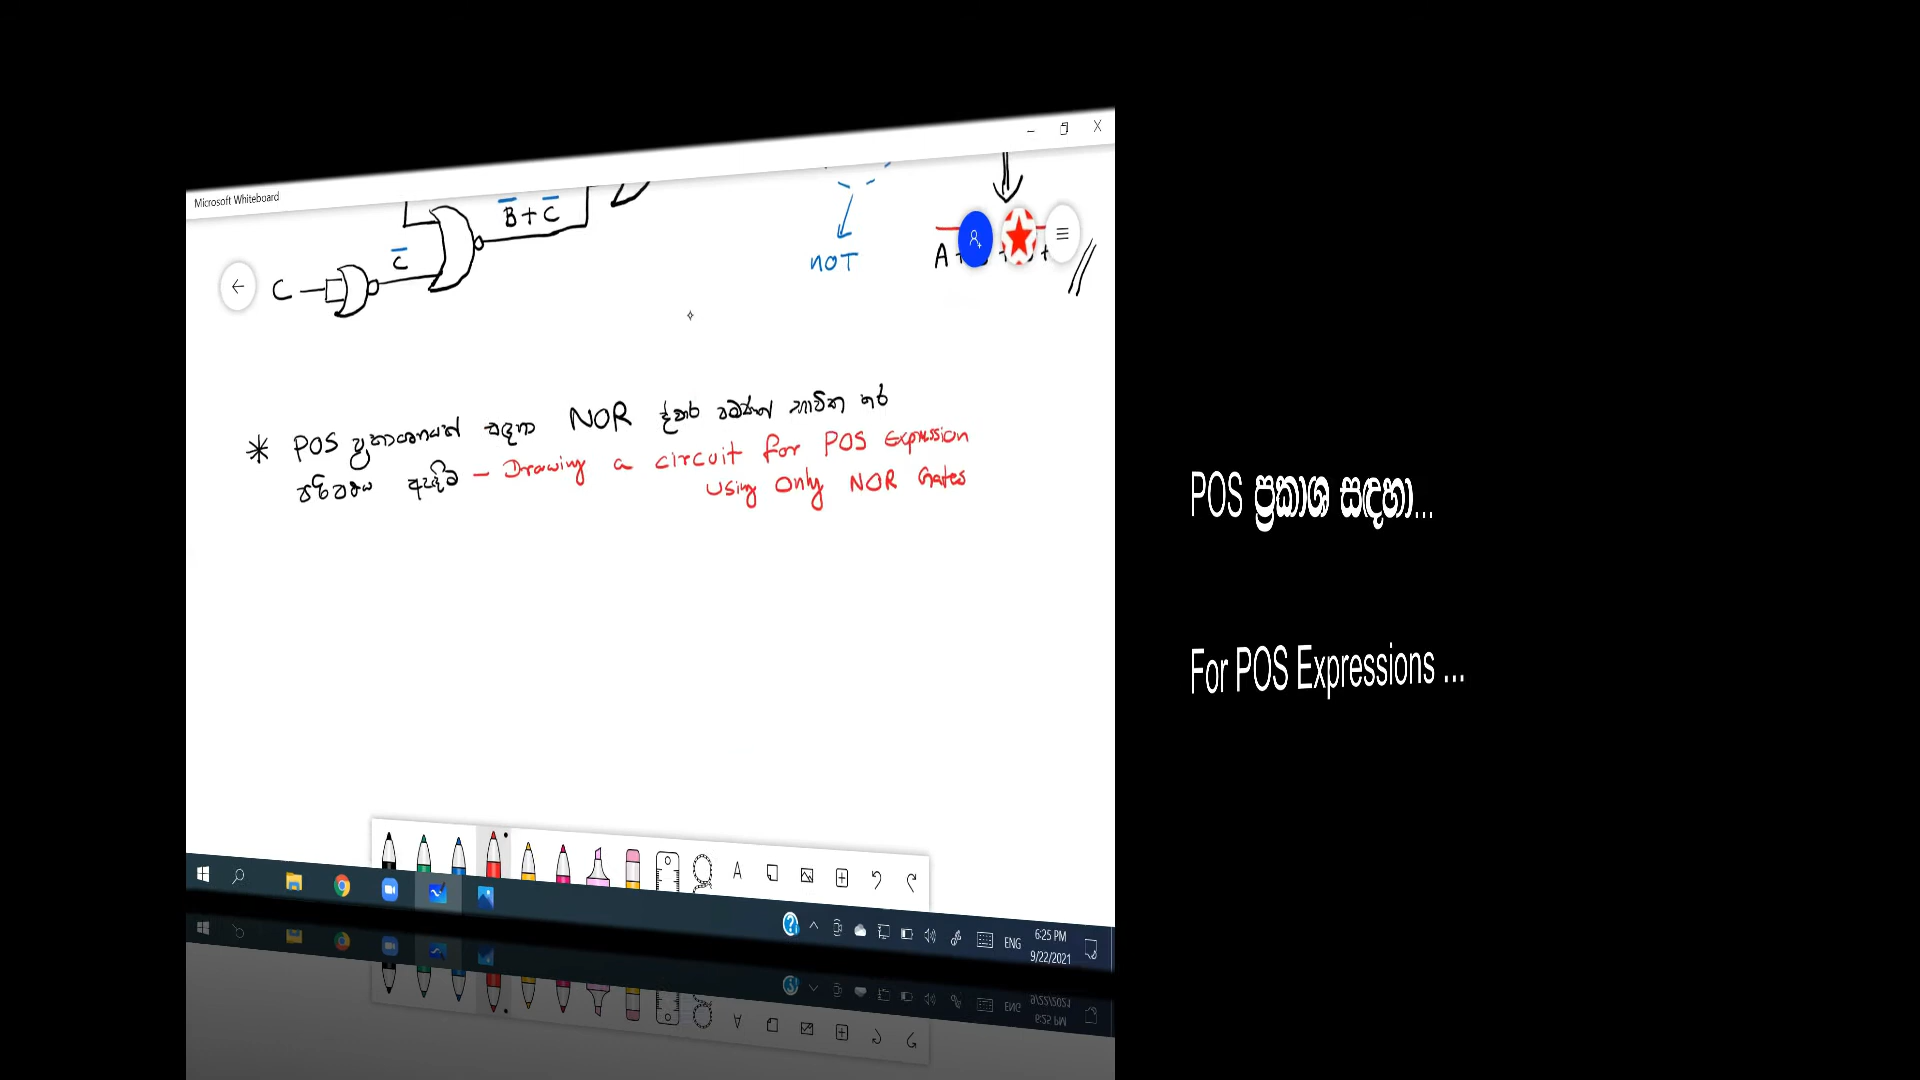 Microsoft Whiteboard
B̅ + C̅
C̅
C
NOT
A +
* POS ප්‍රකාශනයක් සඳහා NOR ද්වාර පමණක් භාවිත කර
පරිපථය ඇඳීම – Drawing a circuit for POS Expression
Using Only NOR Gates
POS ප්‍රකාශ සඳහා...
For POS Expressions ...
ENG
6:25 PM
9/22/2021